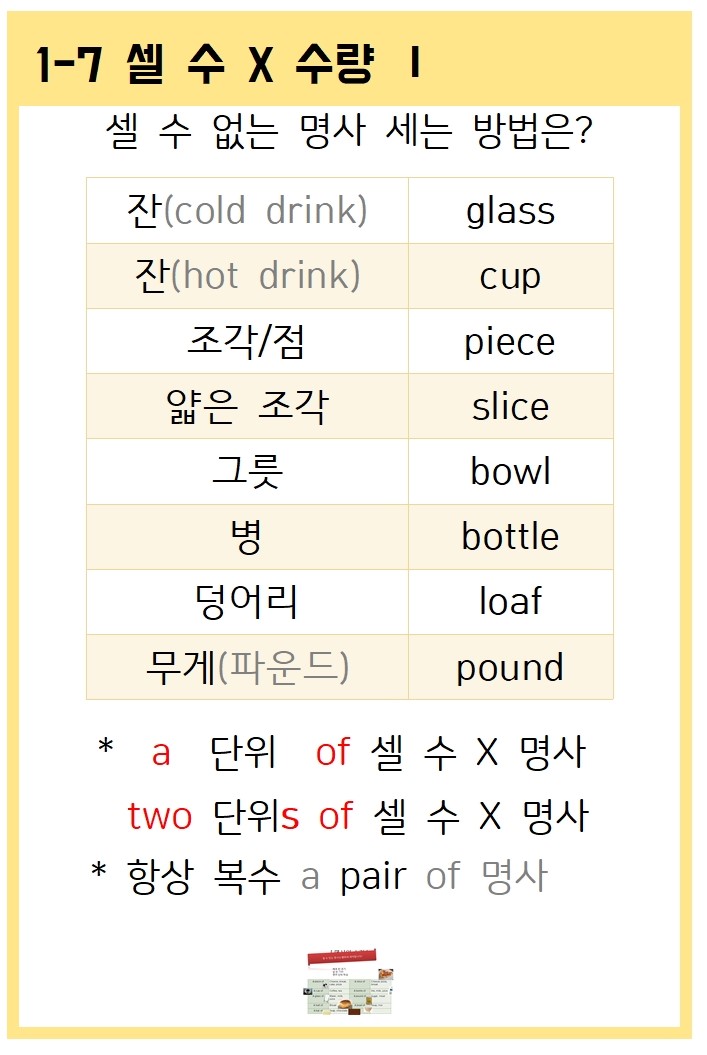 1-7 셀 수 X 수량 I
셀 수 없는 명사 세는 방법은?
잔(cold drink) glass
잔(hot drink) cup
조각/점 piece
얇은 조각 slice
그릇 bowl
병 bottle
덩어리 loaf
무게(파운드) pound
* a 단위 of 셀 수 X 명사
two 단위s of 셀 수 X 명사
* 항상 복수 a pair of 명사